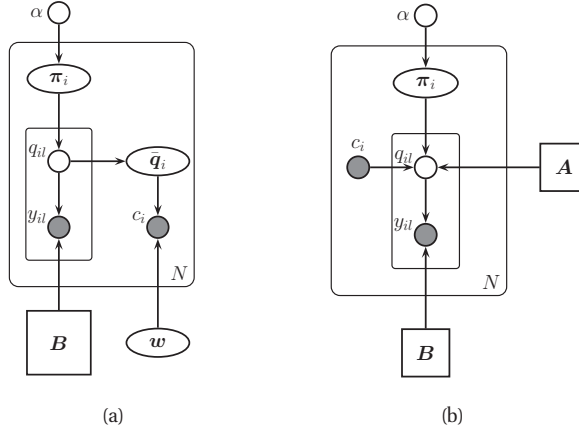 α
π_i
q_il
q̄_i
y_il
c_i
N
B
w
(a)
α
π_i
c_i
q_il
A
y_il
N
B
(b)